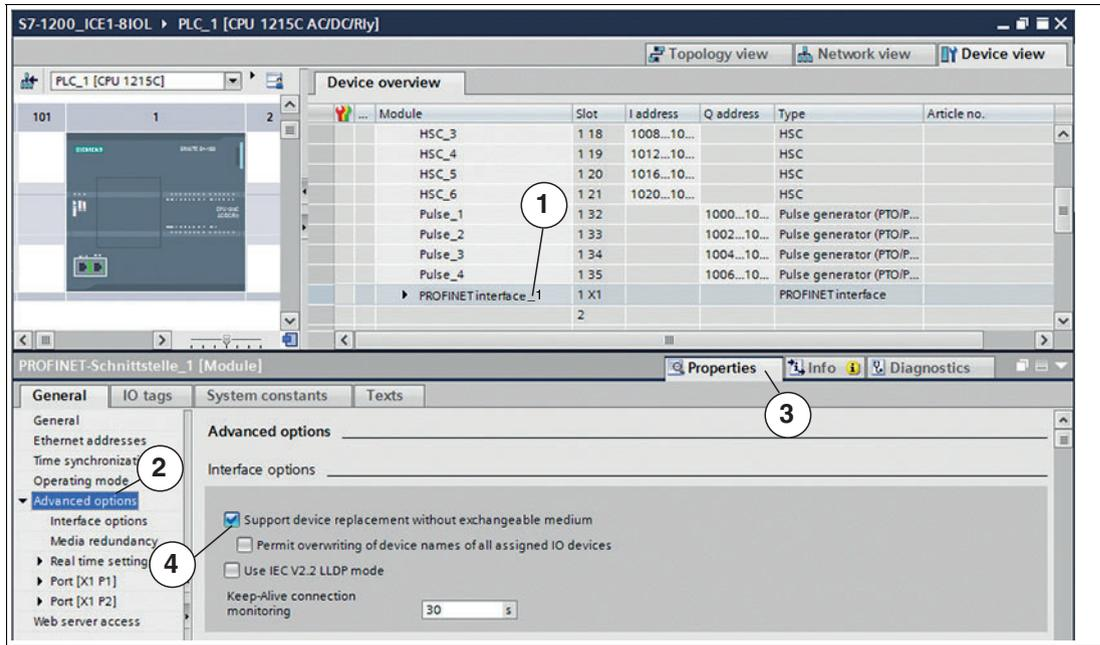 S7-1200_ICE1-8IOL ▸ PLC_1 [CPU 1215C AC/DC/Rly]
Topology view Network view Device view
PLC_1 [CPU 1215C]
Device overview
101 1 2
... Module Slot I address Q address Type Article no.
HSC_3 1 18 1008...10... HSC
HSC_4 1 19 1012...10... HSC
HSC_5 1 20 1016...10... HSC
HSC_6 1 21 1020...10... HSC
Pulse_1 1 32 1000...10... Pulse generator (PTO/P...
Pulse_2 1 33 1002...10... Pulse generator (PTO/P...
Pulse_3 1 34 1004...10... Pulse generator (PTO/P...
Pulse_4 1 35 1006...10... Pulse generator (PTO/P...
PROFINET interface_1 1 X1 PROFINET interface
2
SIEMENS
1
PROFINET-Schnittstelle_1 [Module]
Properties Info Diagnostics
3
General IO tags System constants Texts
General
Ethernet addresses
Time synchronizati
Operating mode
Advanced options
Interface options
Media redundancy
Real time setting
Port [X1 P1]
Port [X1 P2]
Web server access
2
4
Advanced options
Interface options
Support device replacement without exchangeable medium
Permit overwriting of device names of all assigned IO devices
Use IEC V2.2 LLDP mode
Keep-Alive connection
monitoring 30 s